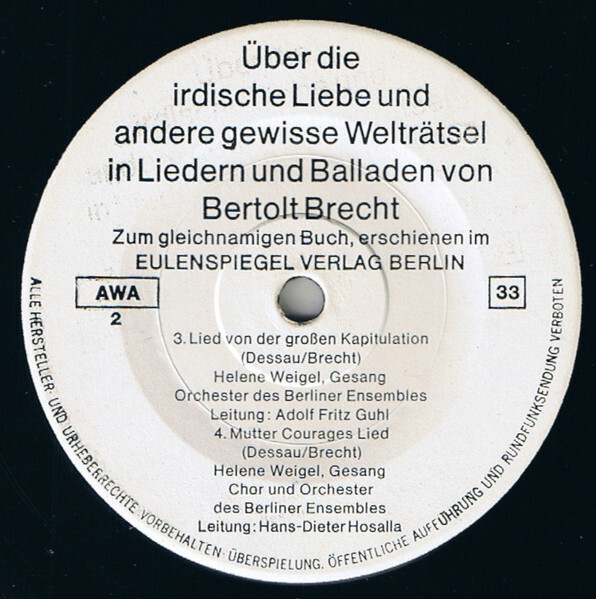 Über die
irdische Liebe und
andere gewisse Welträtsel
in Liedern und Balladen von
Bertolt Brecht
Zum gleichnamigen Buch, erschienen im
EULENSPIEGEL VERLAG BERLIN
AWA
2
33
3. Lied von der großen Kapitulation
(Dessau/Brecht)
Helene Weigel, Gesang
Orchester des Berliner Ensembles
Leitung: Adolf Fritz Guhl
4. Mutter Courages Lied
(Dessau/Brecht)
Helene Weigel, Gesang
Chor und Orchester
des Berliner Ensembles
Leitung: Hans-Dieter Hosalla
ALLE HERSTELLER- UND URHEBERRECHTE VORBEHALTEN · ÜBERSPIELUNG, ÖFFENTLICHE AUFFÜHRUNG UND RUNDFUNKSENDUNG VERBOTEN